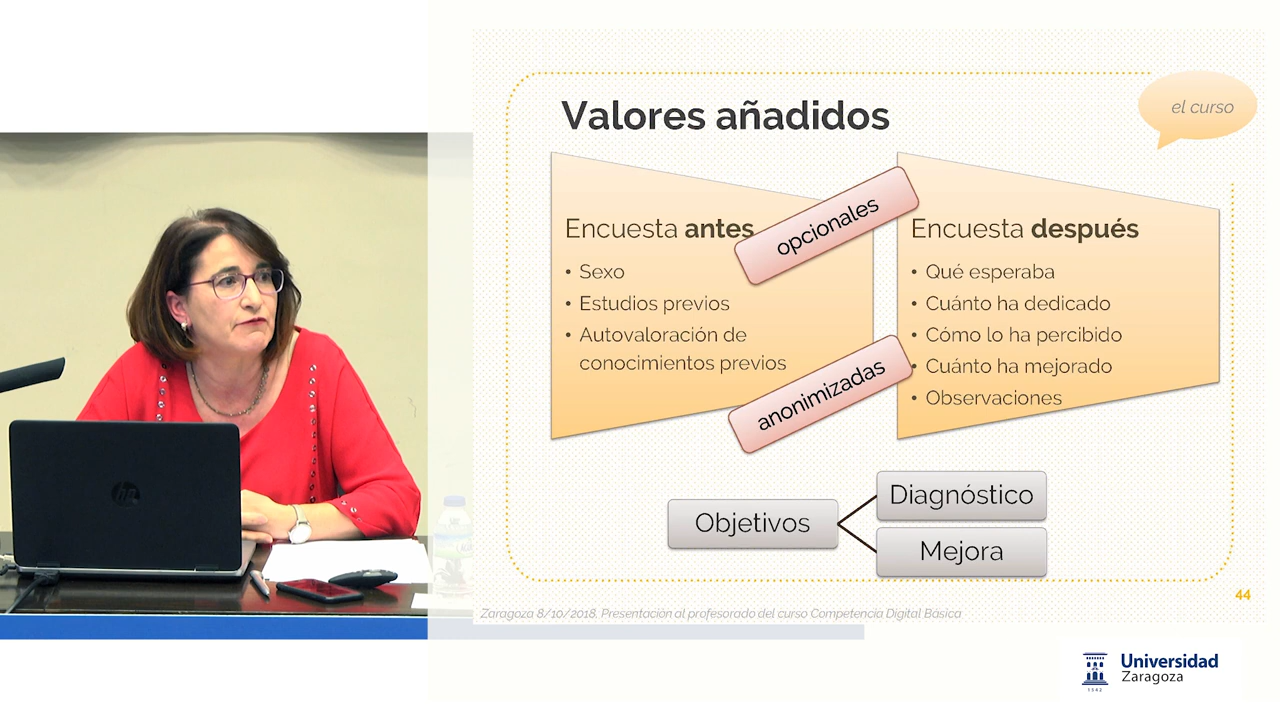 Valores añadidos
el curso
Encuesta antes
• Sexo
• Estudios previos
• Autovaloración de
conocimientos previos
opcionales
anonimizadas
Encuesta después
• Qué esperaba
• Cuánto ha dedicado
• Cómo lo ha percibido
• Cuánto ha mejorado
• Observaciones
Objetivos
Diagnóstico
Mejora
44
Zaragoza 8/10/2018. Presentación al profesorado del curso Competencia Digital Básica
hp
Universidad
Zaragoza
1542